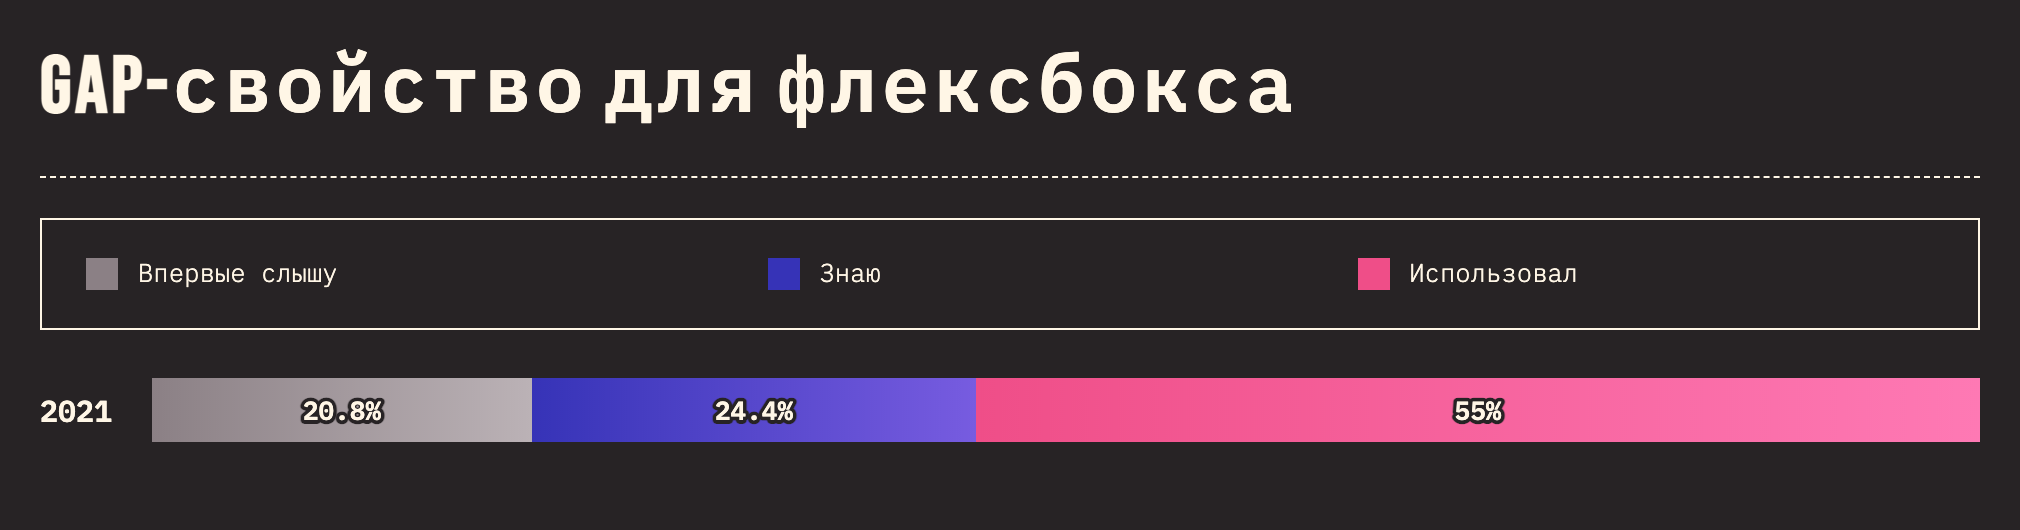 GAP-свойство для флексбокса
Впервые слышу
Знаю
Использовал
2021
20.8%
24.4%
55%